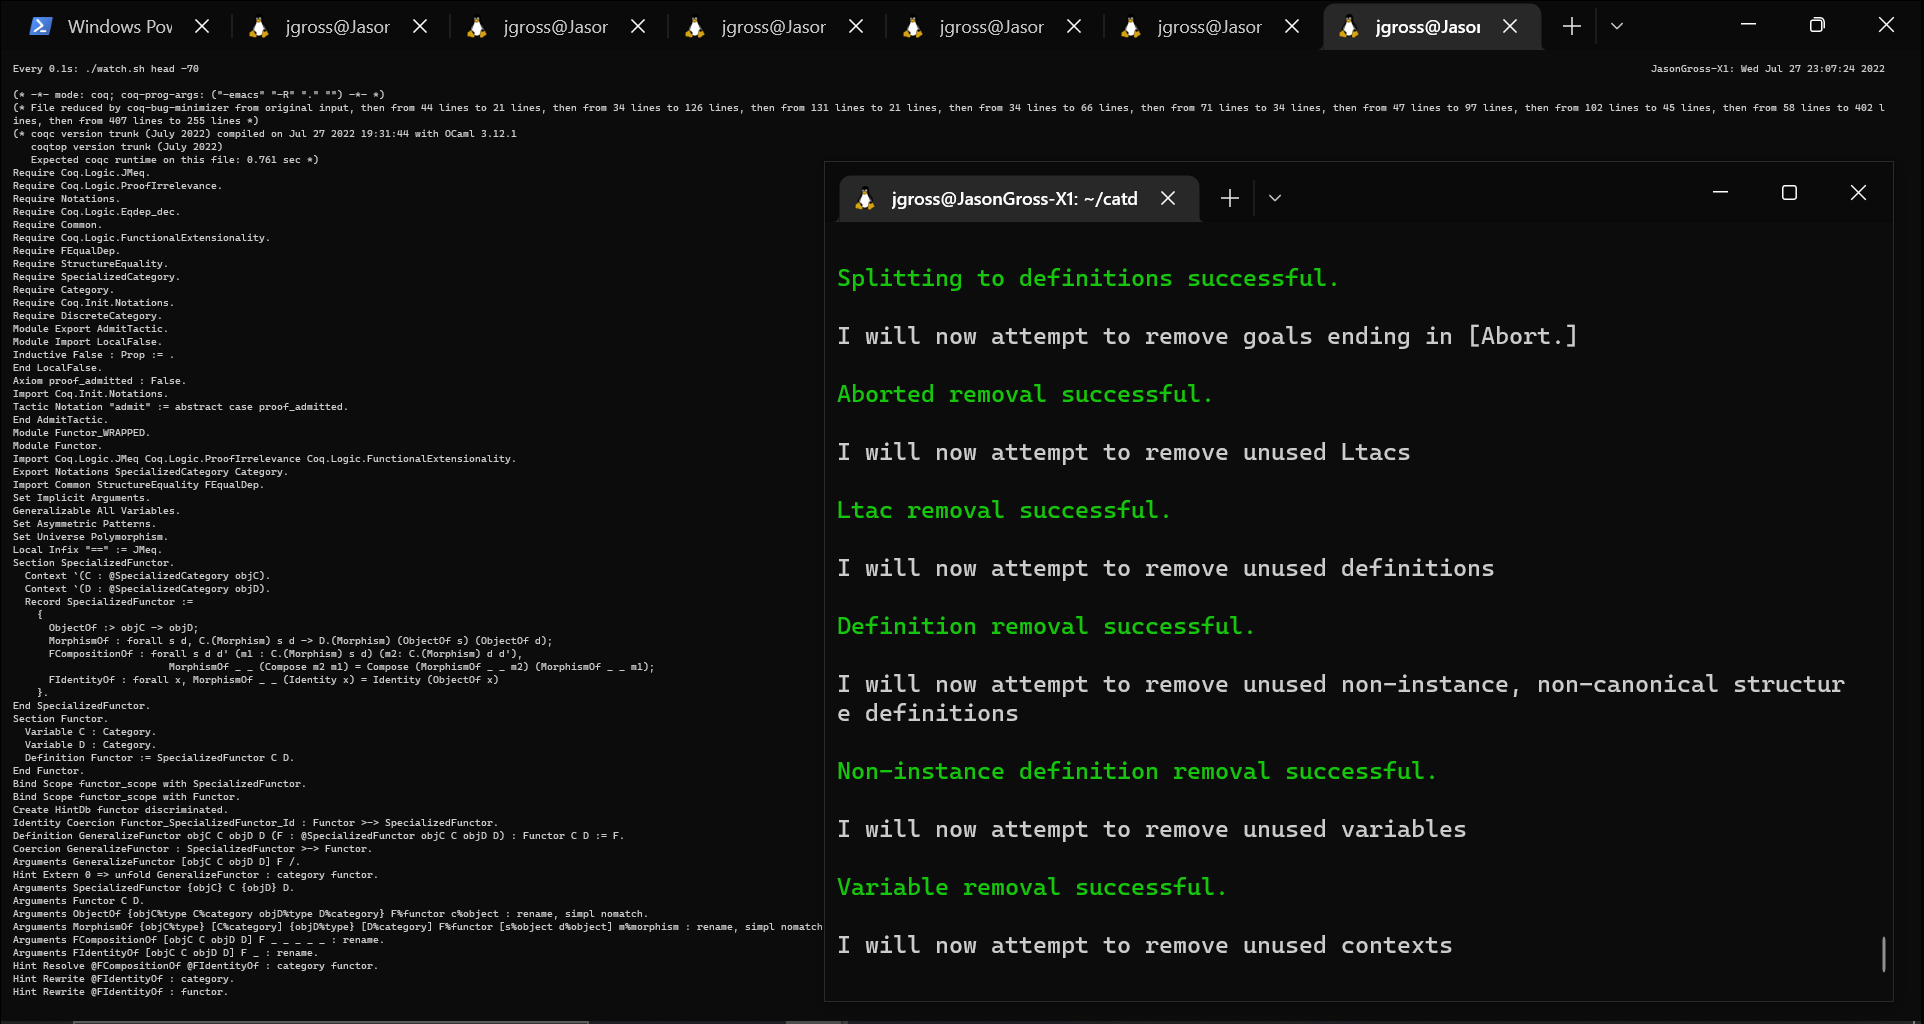 Windows Pov
jgross@Jasor
jgross@Jasor
jgross@Jasor
jgross@Jasor
jgross@Jasor
jgross@Jasor
Every 0.1s: ./watch.sh head -70
JasonGross-X1: Wed Jul 27 23:07:24 2022
(* -*- mode: coq; coq-prog-args: ("-emacs" "-R" "." "") -*- *)
(* File reduced by coq-bug-minimizer from original input, then from 44 lines to 21 lines, then from 34 lines to 126 lines, then from 131 lines to 21 lines, then from 34 lines to 66 lines, then from 71 lines to 34 lines, then from 47 lines to 97 lines, then from 102 lines to 45 lines, then from 58 lines to 402 l
ines, then from 407 lines to 255 lines *)
(* coqc version trunk (July 2022) compiled on Jul 27 2022 19:31:44 with OCaml 3.12.1
   coqtop version trunk (July 2022)
   Expected coqc runtime on this file: 0.761 sec *)
Require Coq.Logic.JMeq.
Require Coq.Logic.ProofIrrelevance.
Require Notations.
Require Coq.Logic.Eqdep_dec.
Require Common.
Require Coq.Logic.FunctionalExtensionality.
Require FEqualDep.
Require StructureEquality.
Require SpecializedCategory.
Require Category.
Require Coq.Init.Notations.
Require DiscreteCategory.
Module Export AdmitTactic.
Module Import LocalFalse.
Inductive False : Prop := .
End LocalFalse.
Axiom proof_admitted : False.
Import Coq.Init.Notations.
Tactic Notation "admit" := abstract case proof_admitted.
End AdmitTactic.
Module Functor_WRAPPED.
Module Functor.
Import Coq.Logic.JMeq Coq.Logic.ProofIrrelevance Coq.Logic.FunctionalExtensionality.
Export Notations SpecializedCategory Category.
Import Common StructureEquality FEqualDep.
Set Implicit Arguments.
Generalizable All Variables.
Set Asymmetric Patterns.
Set Universe Polymorphism.
Local Infix "==" := JMeq.
Section SpecializedFunctor.
  Context `(C : @SpecializedCategory objC).
  Context `(D : @SpecializedCategory objD).
  Record SpecializedFunctor :=
    {
      ObjectOf :> objC -> objD;
      MorphismOf : forall s d, C.(Morphism) s d -> D.(Morphism) (ObjectOf s) (ObjectOf d);
      FCompositionOf : forall s d d' (m1 : C.(Morphism) s d) (m2: C.(Morphism) d d'),
                          MorphismOf _ _ (Compose m2 m1) = Compose (MorphismOf _ _ m2) (MorphismOf _ _ m1);
      FIdentityOf : forall x, MorphismOf _ _ (Identity x) = Identity (ObjectOf x)
    }.
End SpecializedFunctor.
Section Functor.
  Variable C : Category.
  Variable D : Category.
  Definition Functor := SpecializedFunctor C D.
End Functor.
Bind Scope functor_scope with SpecializedFunctor.
Bind Scope functor_scope with Functor.
Create HintDb functor discriminated.
Identity Coercion Functor_SpecializedFunctor_Id : Functor >-> SpecializedFunctor.
Definition GeneralizeFunctor objC C objD D (F : @SpecializedFunctor objC C objD D) : Functor C D := F.
Coercion GeneralizeFunctor : SpecializedFunctor >-> Functor.
Arguments GeneralizeFunctor [objC C objD D] F /.
Hint Extern 0 => unfold GeneralizeFunctor : category functor.
Arguments SpecializedFunctor {objC} C {objD} D.
Arguments Functor C D.
Arguments ObjectOf {objC%type C%category objD%type D%category} F%functor c%object : rename, simpl nomatch.
Arguments MorphismOf {objC%type} [C%category] {objD%type} [D%category] F%functor [s%object d%object] m%morphism : rename, simpl nomatch
Arguments FCompositionOf [objC C objD D] F _ _ _ _ _ : rename.
Arguments FIdentityOf [objC C objD D] F _ : rename.
Hint Resolve @FCompositionOf @FIdentityOf : category functor.
Hint Rewrite @FIdentityOf : category.
Hint Rewrite @FIdentityOf : functor.
jgross@JasonGross-X1: ~/catd
Splitting to definitions successful.
I will now attempt to remove goals ending in [Abort.]
Aborted removal successful.
I will now attempt to remove unused Ltacs
Ltac removal successful.
I will now attempt to remove unused definitions
Definition removal successful.
I will now attempt to remove unused non-instance, non-canonical structur
e definitions
Non-instance definition removal successful.
I will now attempt to remove unused variables
Variable removal successful.
I will now attempt to remove unused contexts